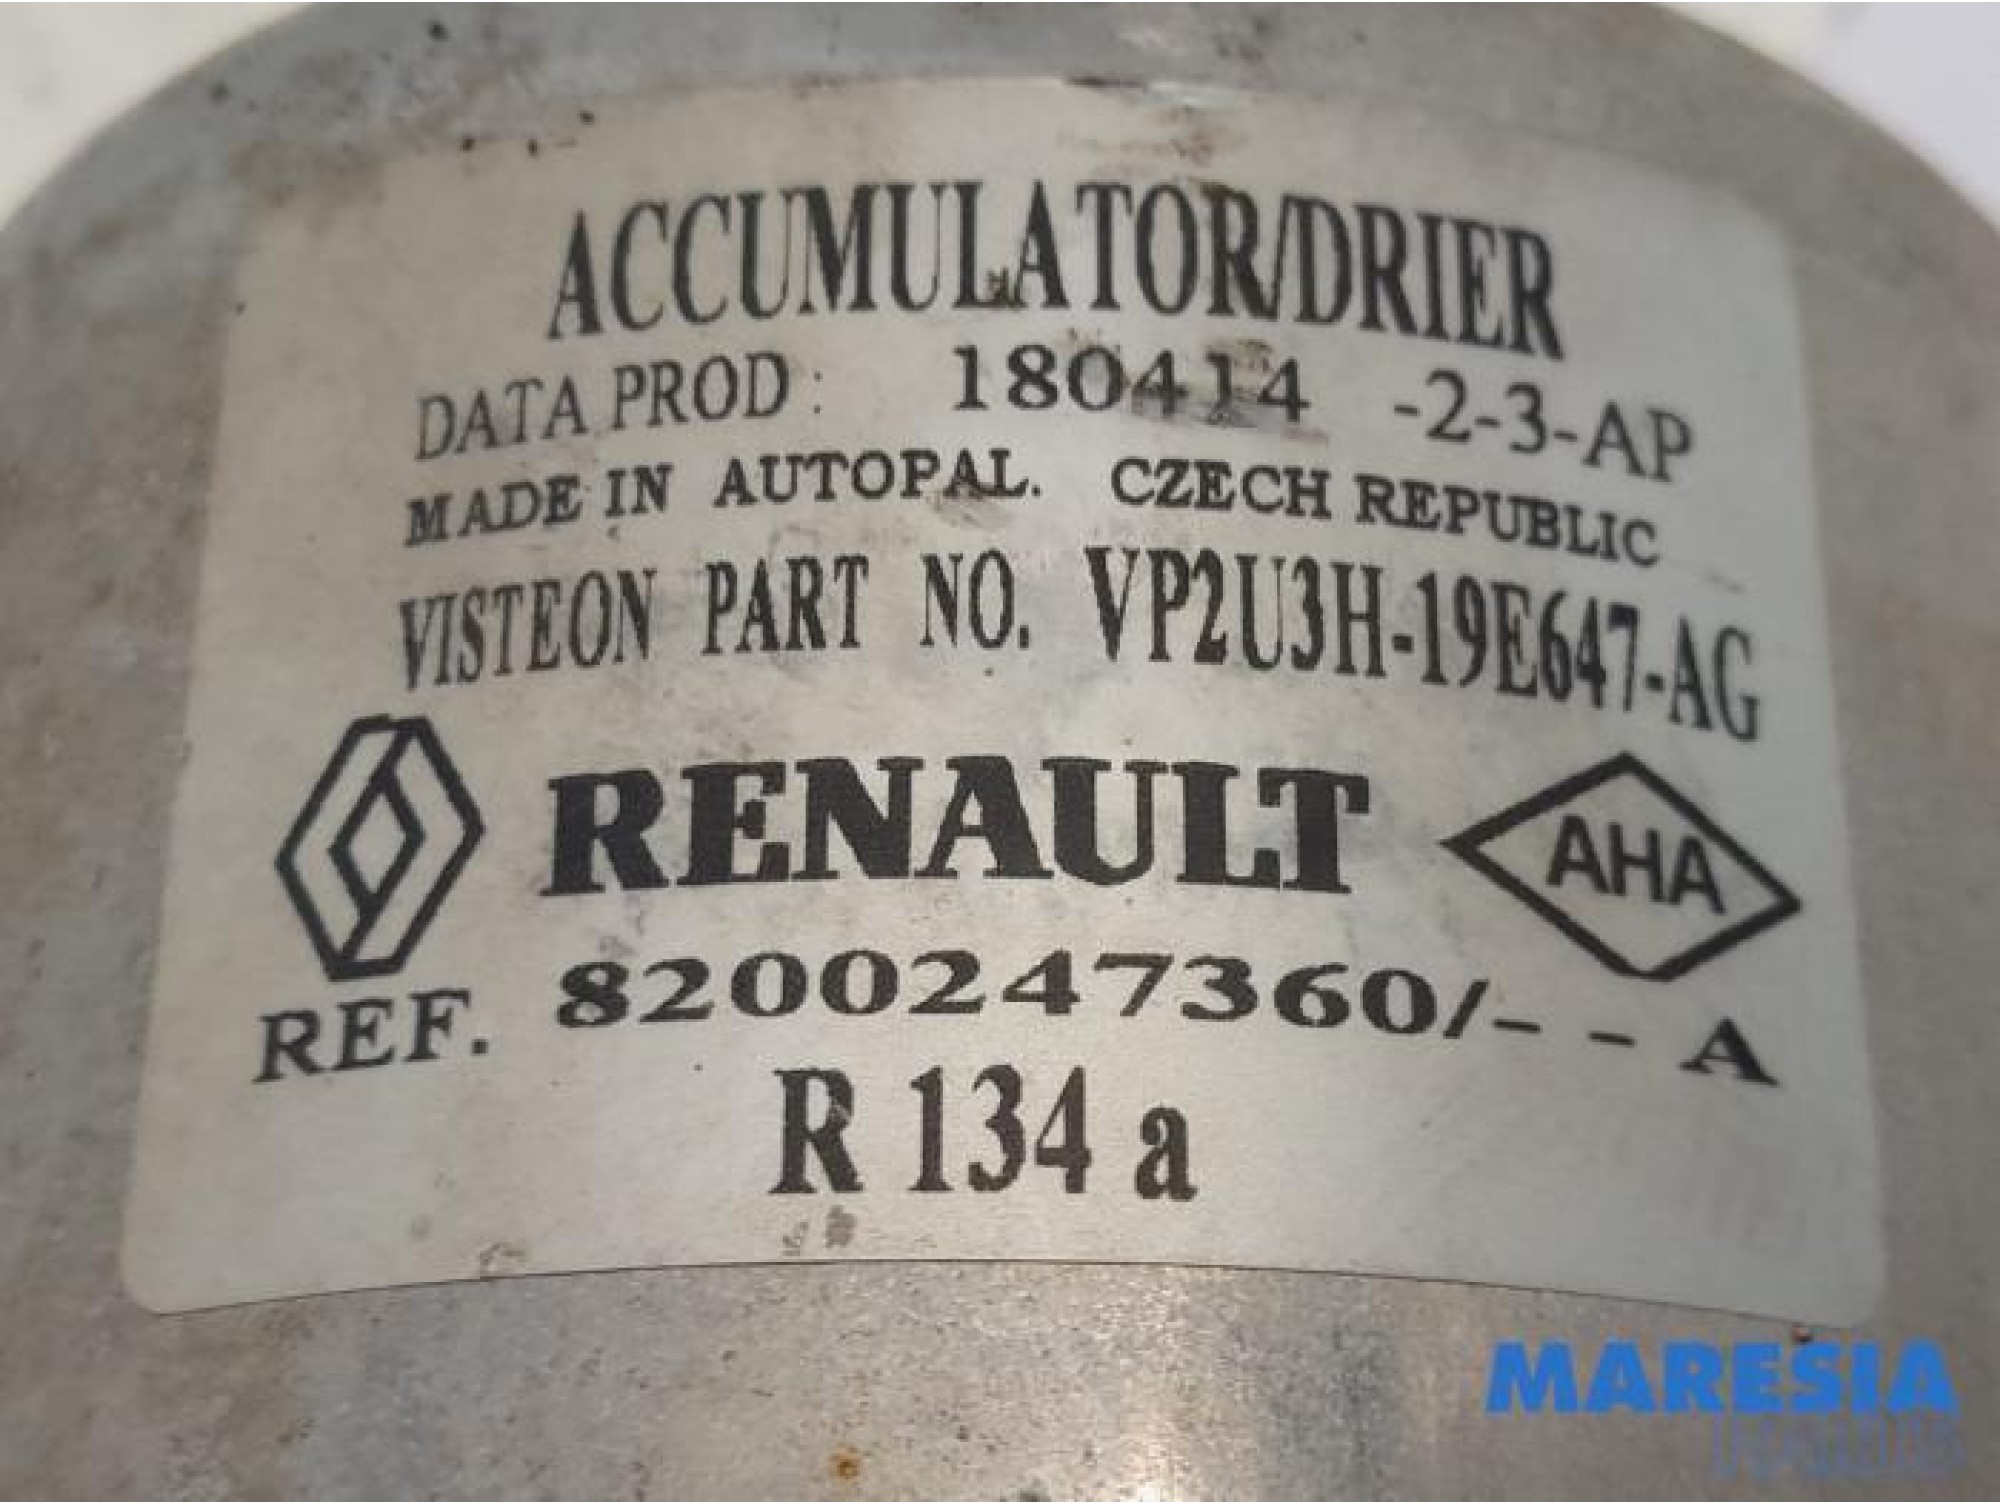 ACCUMULATOR/DRIER
DATA PROD: 180414 -2-3-AP
MADE IN AUTOPAL. CZECH REPUBLIC
VISTEON PART NO. VP2U3H-19E647-AG
RENAULT AHA
REF. 8200247360/-- A
R 134 a
MARESIA